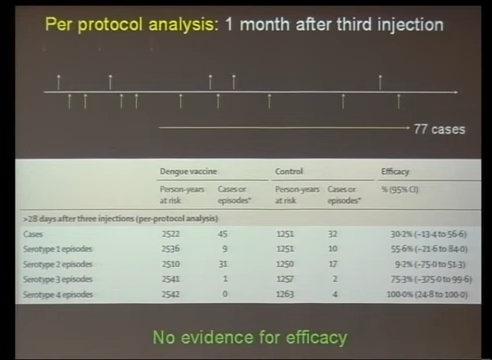 Per protocol analysis: 1 month after third injection
77 cases
Dengue vaccine Control Efficacy
Person-years at risk Cases or episodes* Person-years at risk Cases or episodes* % (95% CI)
>28 days after three injections (per-protocol analysis)
Cases 2522 45 1251 32 30·2% (−13·4 to 56·6)
Serotype 1 episodes 2536 9 1251 10 55·6% (−21·6 to 84·0)
Serotype 2 episodes 2510 31 1250 17 9·2% (−75·0 to 51·3)
Serotype 3 episodes 2541 1 1257 2 75·3% (−375·0 to 99·6)
Serotype 4 episodes 2542 0 1263 4 100·0% (24·8 to 100·0)
No evidence for efficacy